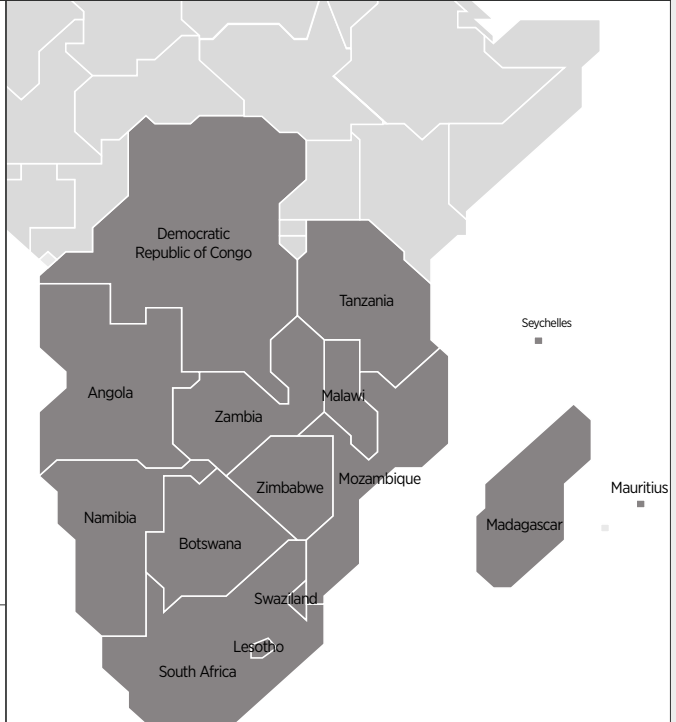 Democratic
Republic of Congo
Tanzania
Seychelles
Angola
Malawi
Zambia
Mozambique
Zimbabwe
Mauritius
Namibia
Madagascar
Botswana
Swaziland
Lesotho
South Africa